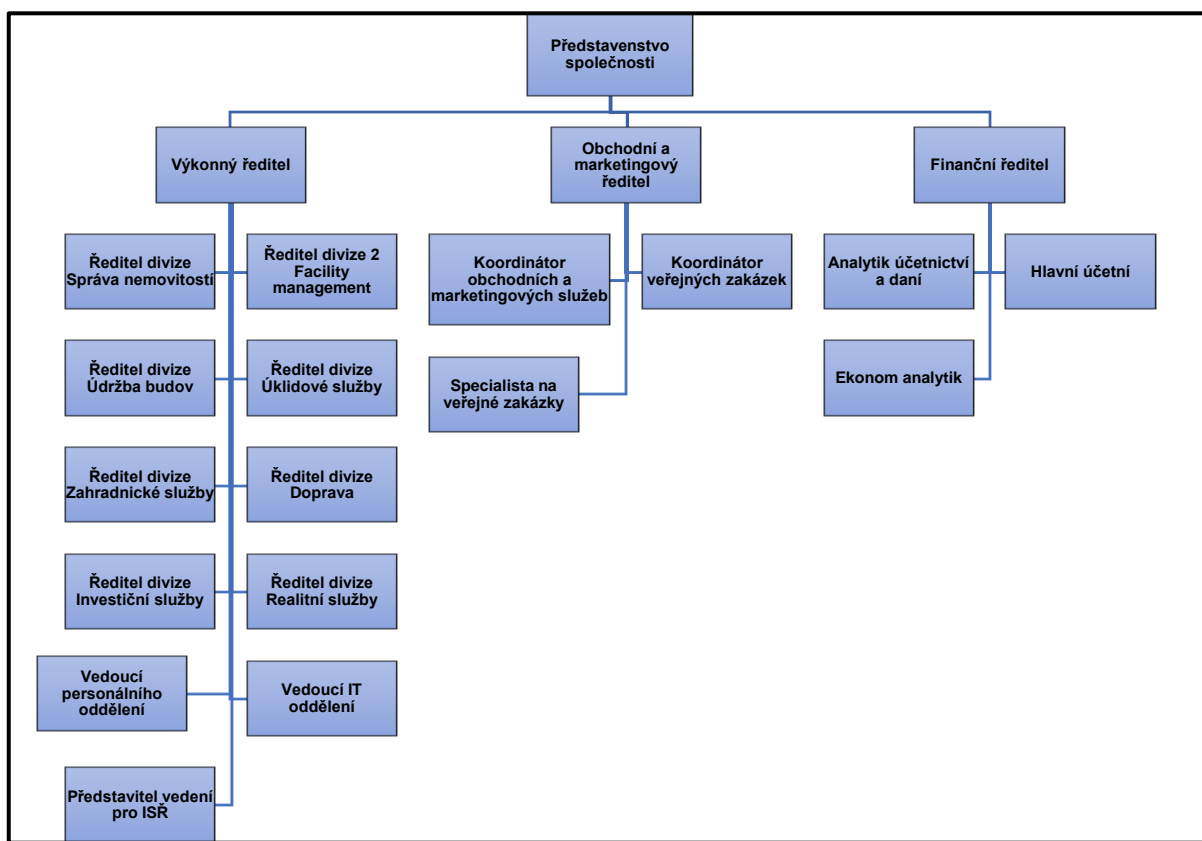 Představenstvo
společnosti
Výkonný ředitel
Obchodní a
marketingový
ředitel
Finanční ředitel
Ředitel divize
Správa nemovitostí
Ředitel divize 2
Facility
management
Koordinátor
obchodních a
marketingových služeb
Koordinátor
veřejných zakázek
Analytik účetnictví
a daní
Hlavní účetní
Ředitel divize
Údržba budov
Ředitel divize
Úklidové služby
Specialista na
veřejné zakázky
Ekonom analytik
Ředitel divize
Zahradnické služby
Ředitel divize
Doprava
Ředitel divize
Investiční služby
Ředitel divize
Realitní služby
Vedoucí
personálního
oddělení
Vedoucí IT
oddělení
Představitel vedení
pro ISŘ